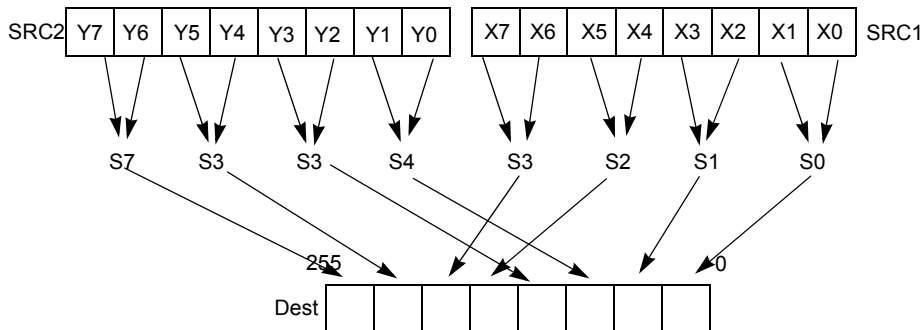 SRC2 Y7 Y6 Y5 Y4 Y3 Y2 Y1 Y0 X7 X6 X5 X4 X3 X2 X1 X0 SRC1
S7 S3 S3 S4 S3 S2 S1 S0
255 0
Dest